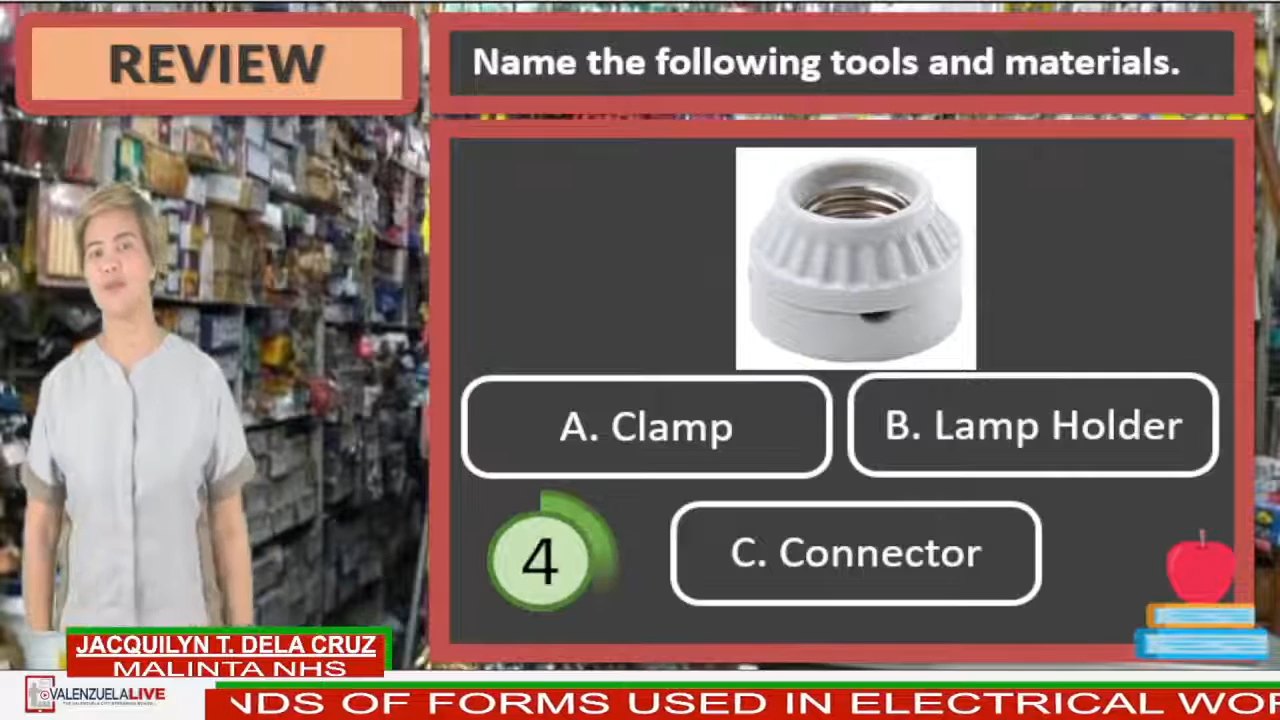 REVIEW
Name the following tools and materials.
A. Clamp
B. Lamp Holder
4
C. Connector
JACQUILYN T. DELA CRUZ
MALINTA NHS
VALENZUELALIVE
NDS OF FORMS USED IN ELECTRICAL WOR